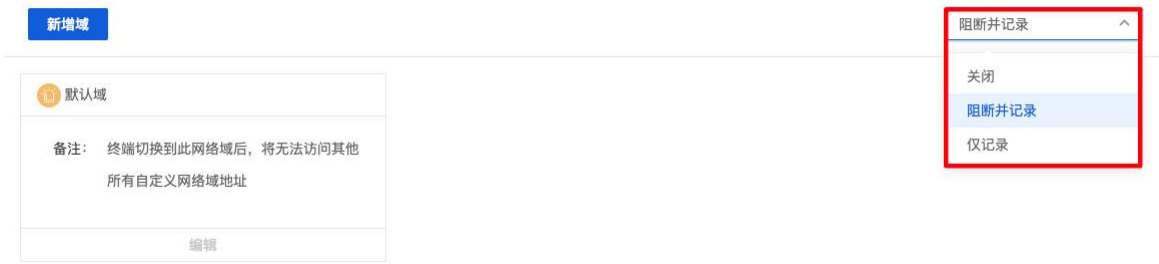 新增域
阻断并记录
关闭
阻断并记录
仅记录
默认域
备注： 终端切换到此网络域后，将无法访问其他
所有自定义网络域地址
编辑